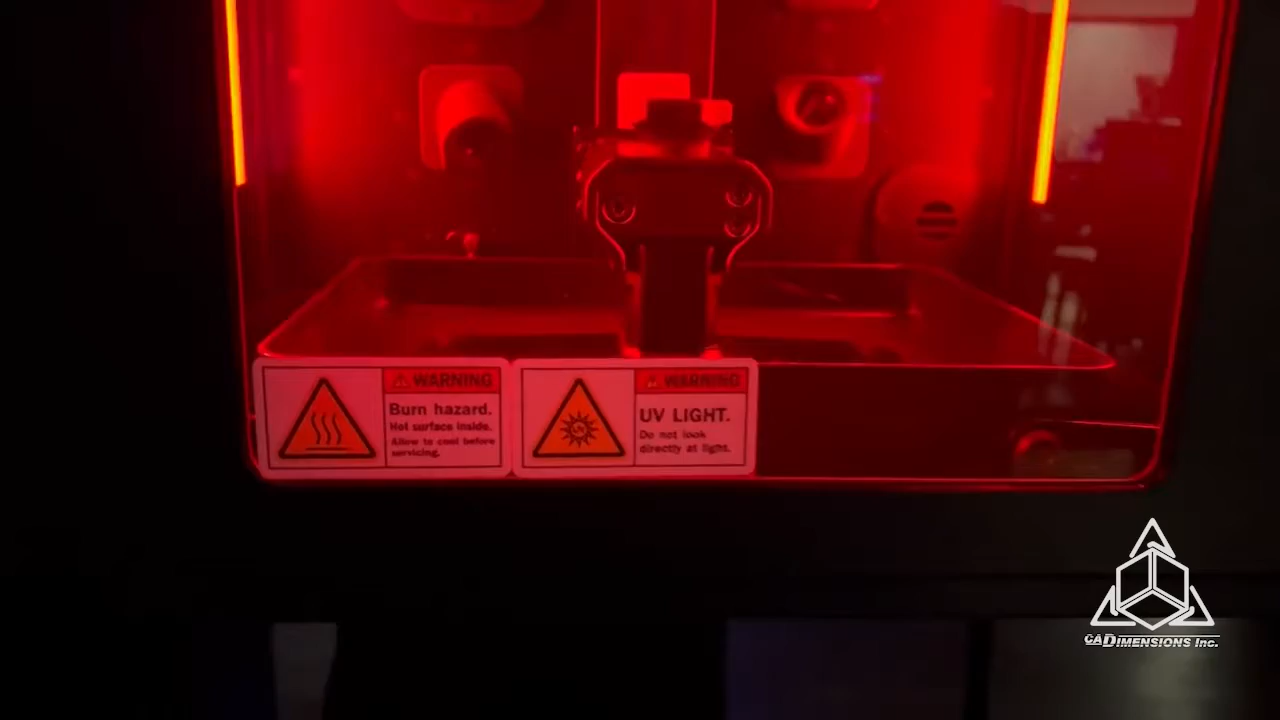 WARNING
Burn hazard.
Hot surface inside.
Allow to cool before
servicing.
WARNING
UV
UV LIGHT.
Do not look
directly at light.
CADIMENSIONS Inc.